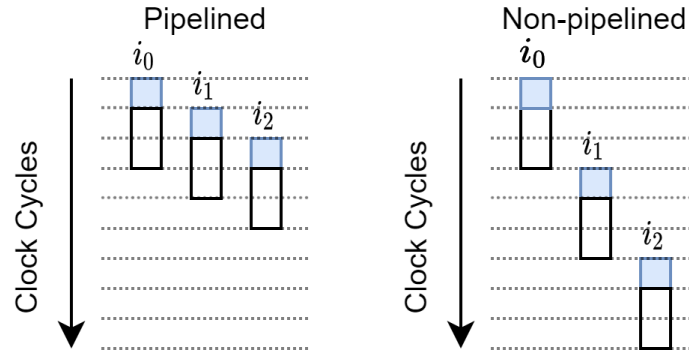 Pipelined
i₀
i₁
i₂
Clock Cycles
Non-pipelined
i₀
i₁
i₂
Clock Cycles